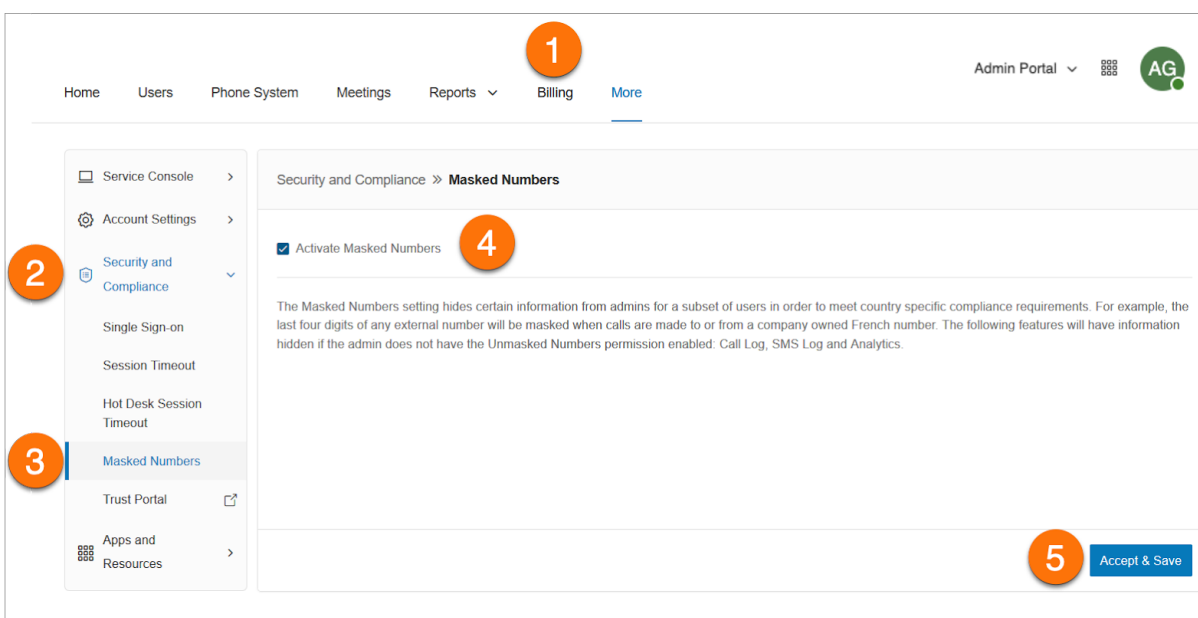 1
Admin Portal
AG
Home Users Phone System Meetings Reports Billing More
Service Console
Account Settings
2
Security and
Compliance
Single Sign-on
Session Timeout
Hot Desk Session
Timeout
3
Masked Numbers
Trust Portal
Apps and
Resources
Security and Compliance » Masked Numbers
Activate Masked Numbers
4
The Masked Numbers setting hides certain information from admins for a subset of users in order to meet country specific compliance requirements. For example, the
last four digits of any external number will be masked when calls are made to or from a company owned French number. The following features will have information
hidden if the admin does not have the Unmasked Numbers permission enabled: Call Log, SMS Log and Analytics.
5
Accept & Save